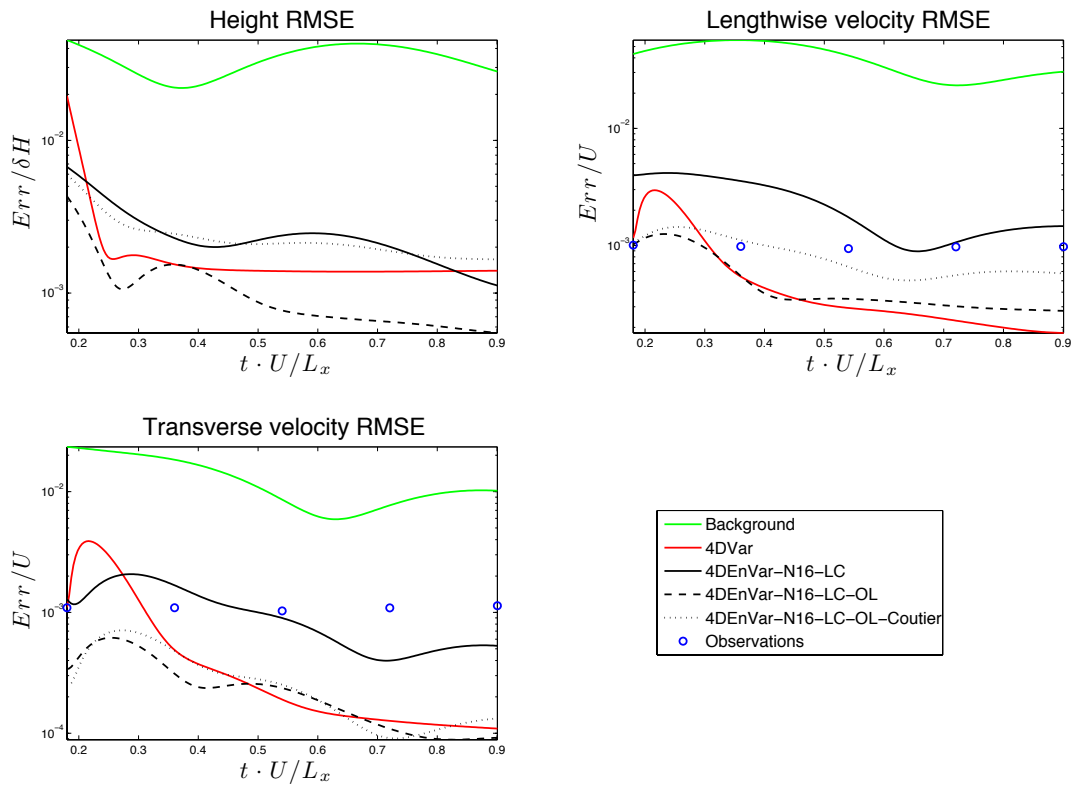 Height RMSE
Err/δH
10⁻²
10⁻³
0.2 0.3 0.4 0.5 0.6 0.7 0.8 0.9
t · U/Lₓ
Lengthwise velocity RMSE
Err/U
10⁻²
10⁻³
0.2 0.3 0.4 0.5 0.6 0.7 0.8 0.9
t · U/Lₓ
Transverse velocity RMSE
Err/U
10⁻²
10⁻³
10⁻⁴
0.2 0.3 0.4 0.5 0.6 0.7 0.8 0.9
t · U/Lₓ
Background
4DVar
4DEnVar-N16-LC
4DEnVar-N16-LC-OL
4DEnVar-N16-LC-OL-Coutier
Observations